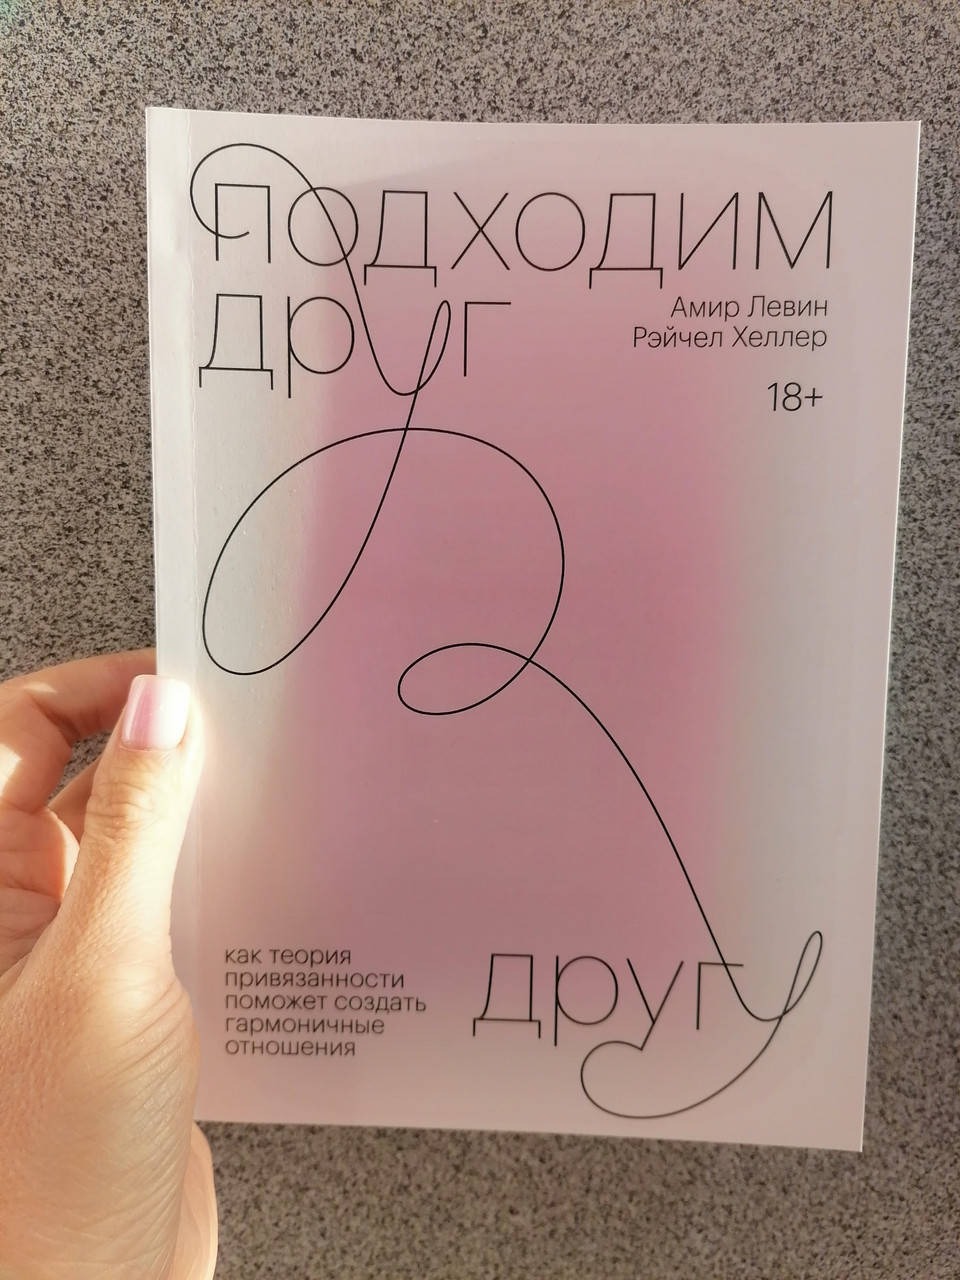 подходим
друг
Амир Левин
Рэйчел Хеллер
18+
другу
как теория
привязанности
поможет создать
гармоничные
отношения